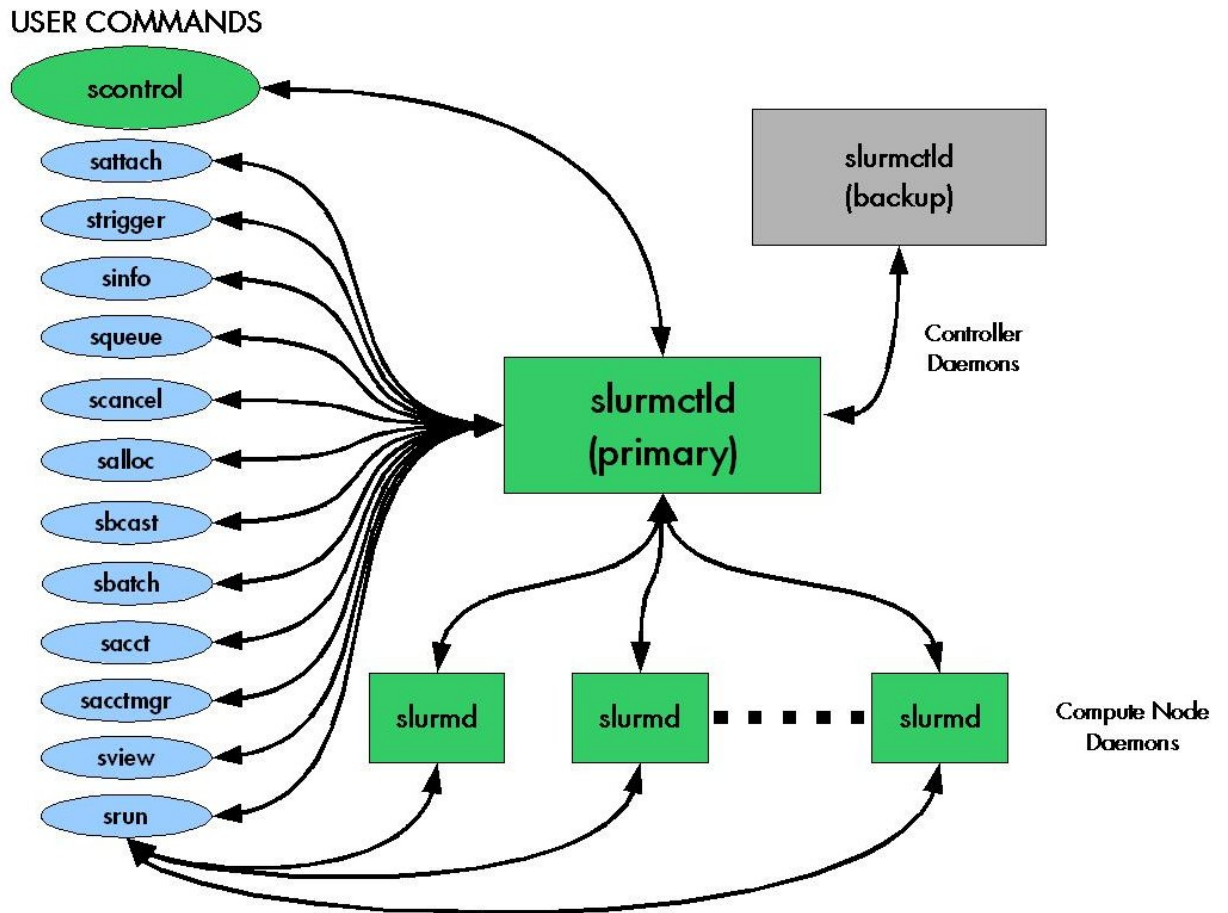 USER COMMANDS
scontrol
sattach
strigger
sinfo
squeue
scancel
salloc
sbcast
sbatch
sacct
sacctmgr
sview
srun
slurmctld
(backup)
Controller
Daemons
slurmctld
(primary)
slurmd
slurmd
slurmd
Compute Node
Daemons